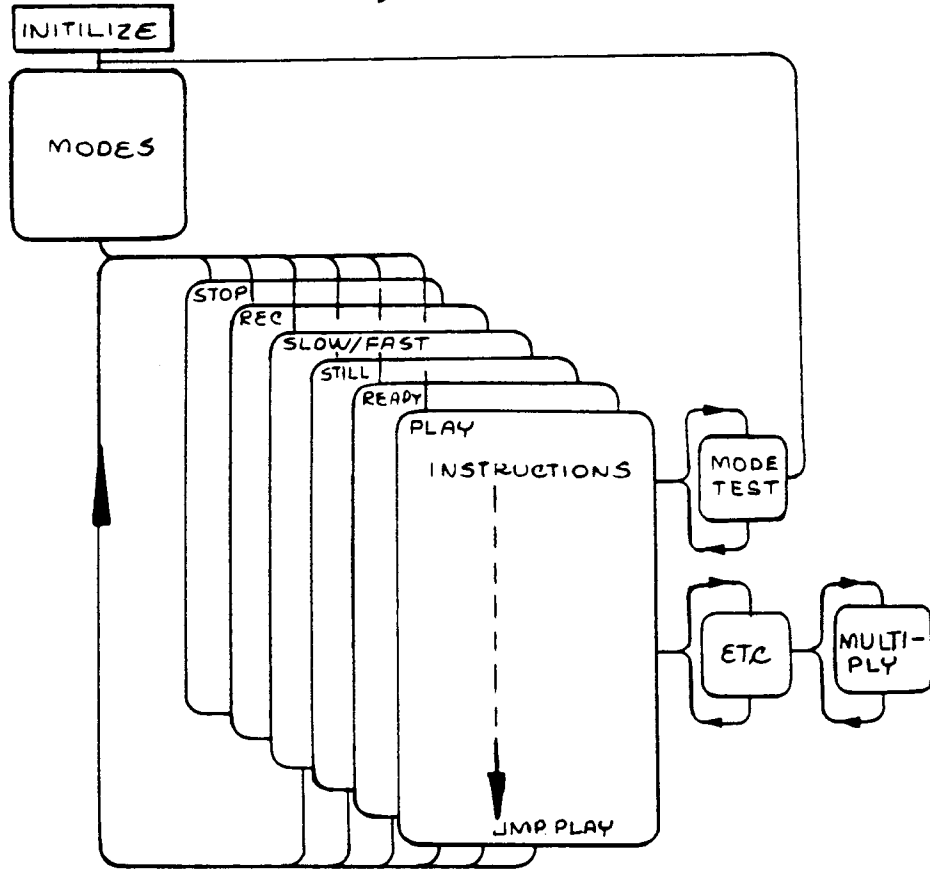 INITILIZE
MODES
STOP
REC
SLOW/FAST
STILL
READY
PLAY
INSTRUCTIONS
MODE
TEST
ETC
MULTI-
PLY
JMP PLAY